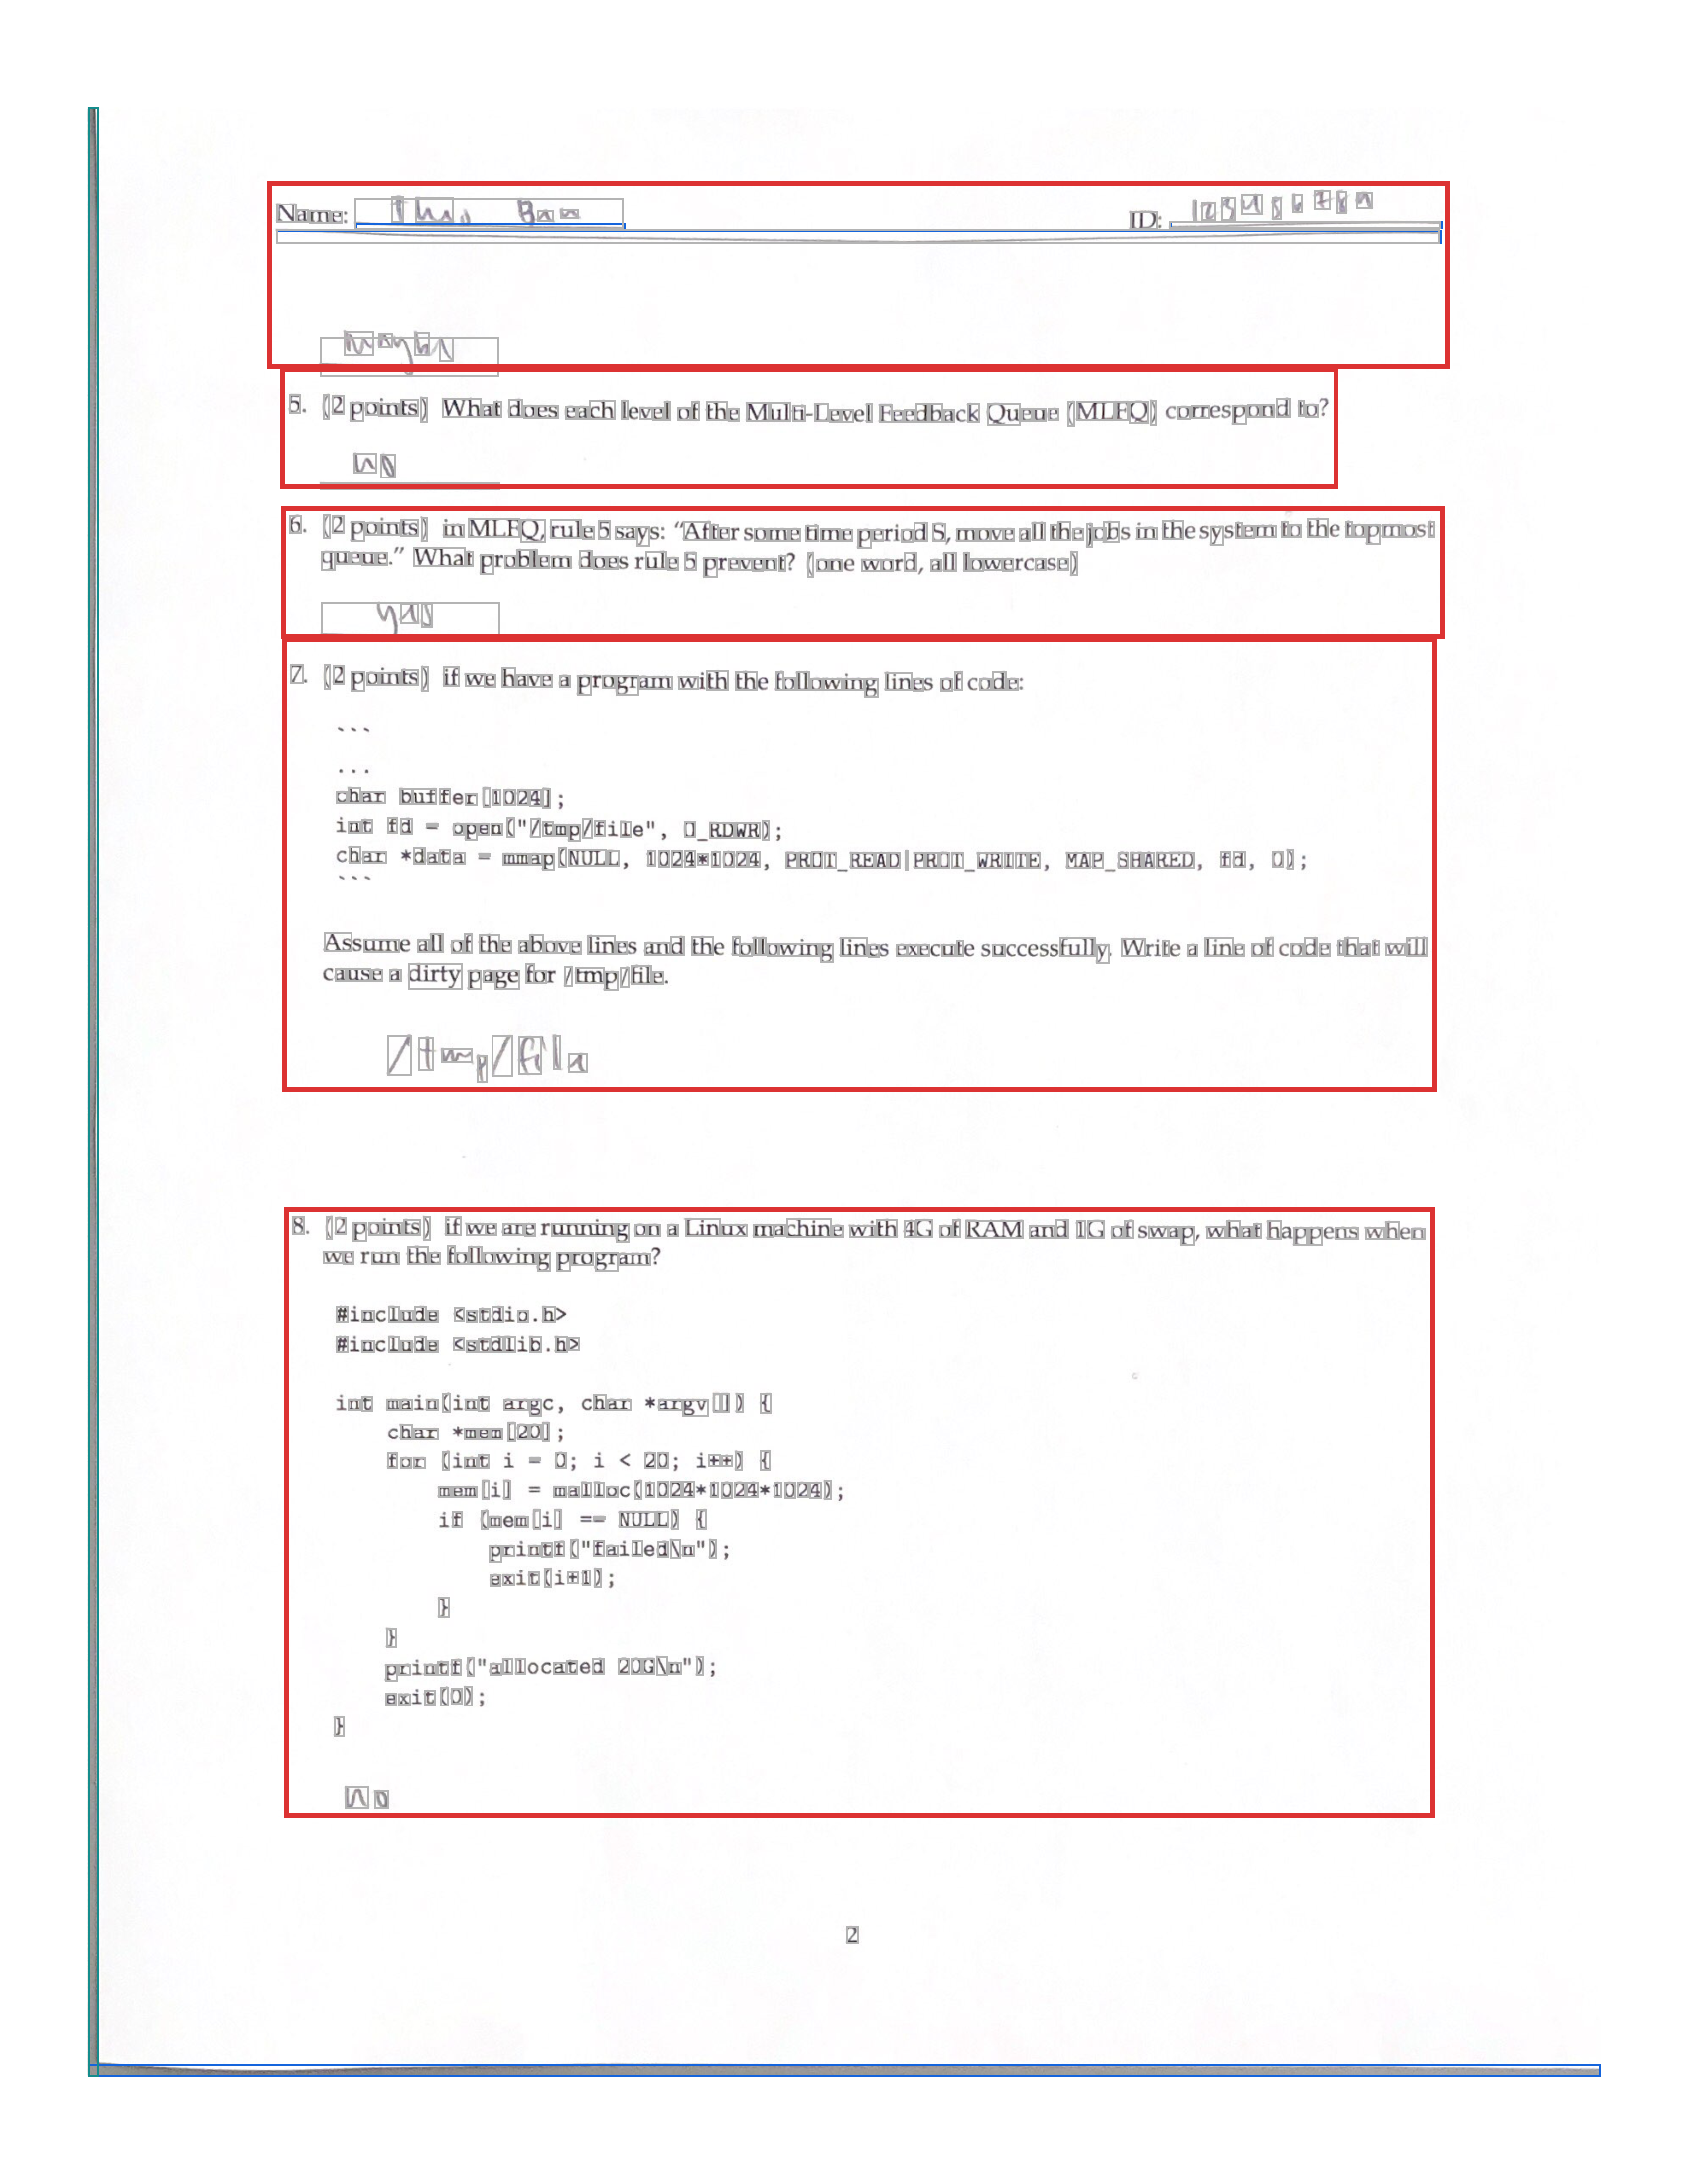 Name: Thu Ban ID:
maybe
5. (2 points) What does each level of the Multi-Level Feedback Queue (MLFQ) correspond to?
no
6. (2 points) in MLFQ, rule 5 says: “After some time period S, move all the jobs in the system to the topmost
queue.” What problem does rule 5 prevent? (one word, all lowercase)
yes
7. (2 points) if we have a program with the following lines of code:
```
...
char buffer[1024];
int fd = open("/tmp/file", O_RDWR);
char *data = mmap(NULL, 1024*1024, PROT_READ|PROT_WRITE, MAP_SHARED, fd, 0);
```
Assume all of the above lines and the following lines execute successfully. Write a line of code that will
cause a dirty page for /tmp/file.
/tmp/file
8. (2 points) if we are running on a Linux machine with 4G of RAM and 1G of swap, what happens when
we run the following program?
#include <stdio.h>
#include <stdlib.h>
int main(int argc, char *argv[]) {
char *mem[20];
for (int i = 0; i < 20; i++) {
mem[i] = malloc(1024*1024*1024);
if (mem[i] == NULL) {
printf("failed\n");
exit(i+1);
}
}
printf("allocated 20G\n");
exit(0);
}
No
2